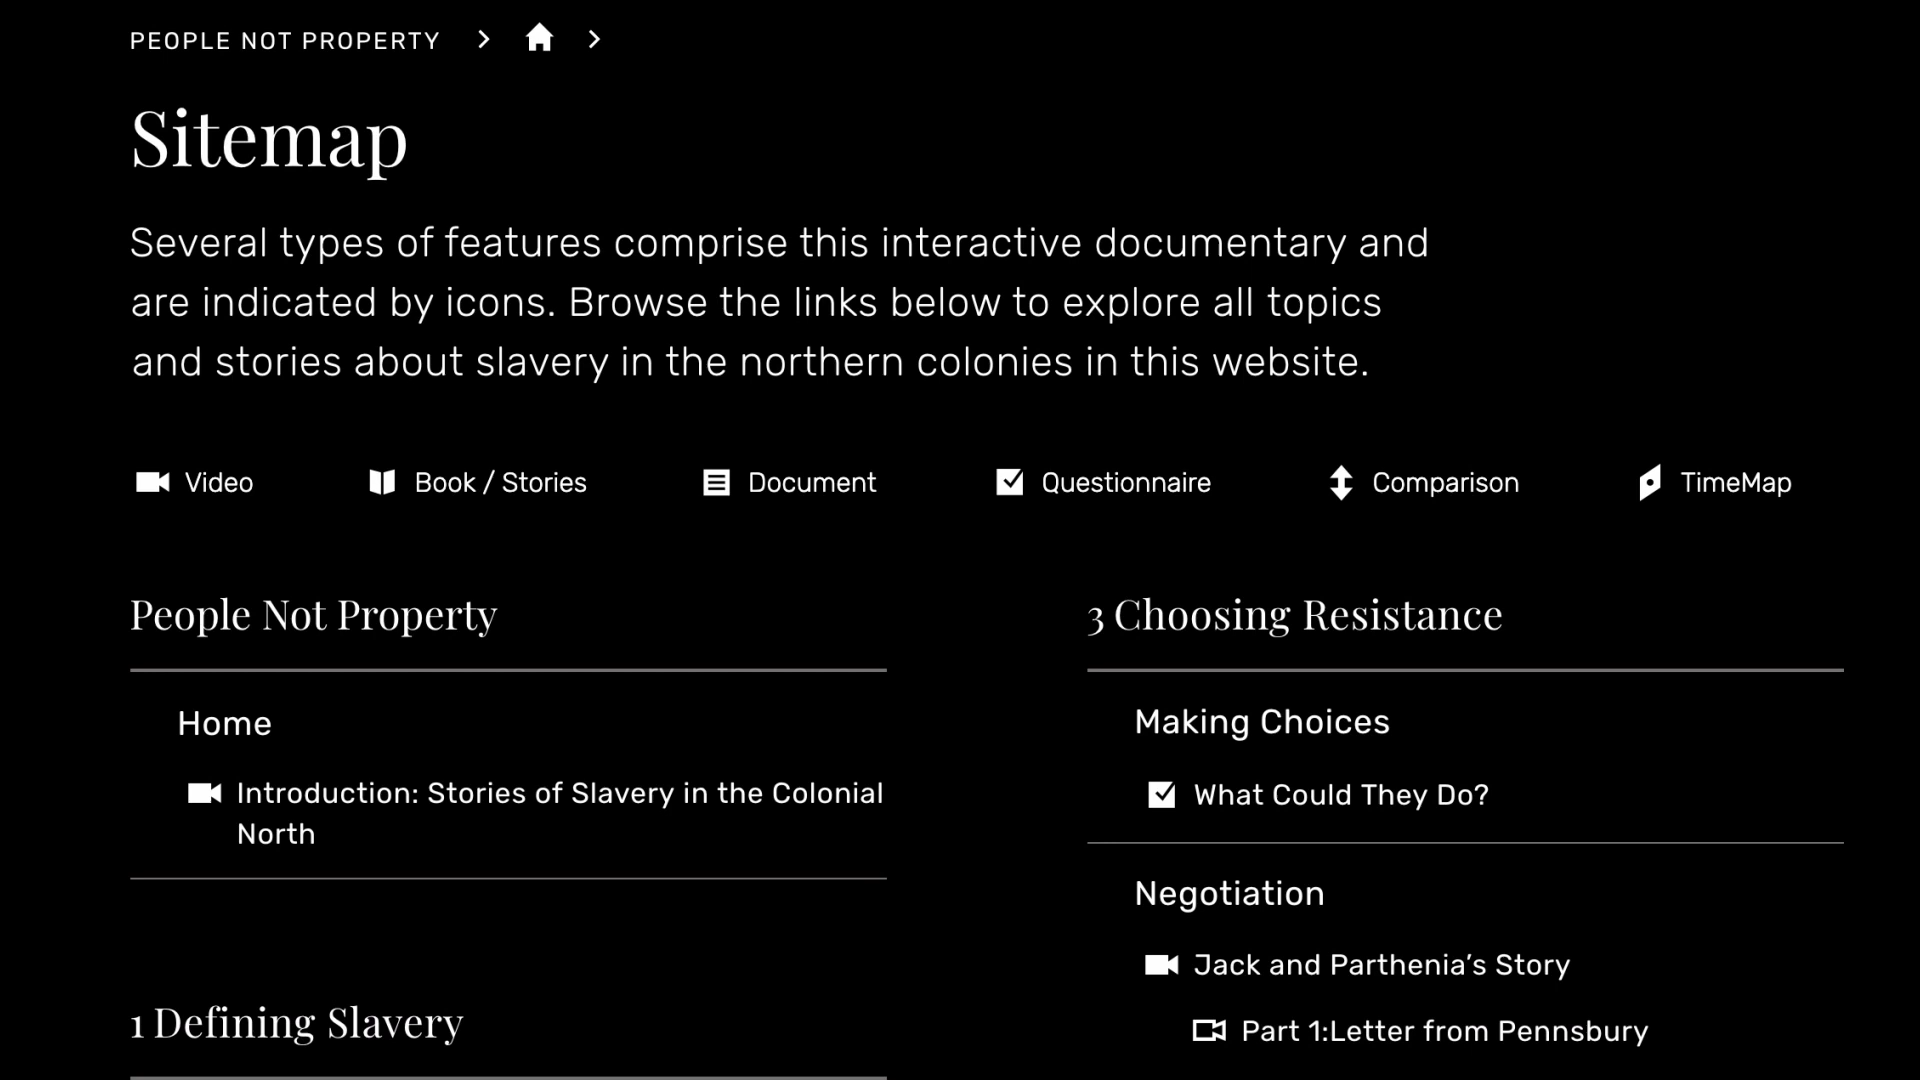 PEOPLE NOT PROPERTY
Sitemap
Several types of features comprise this interactive documentary and
are indicated by icons. Browse the links below to explore all topics
and stories about slavery in the northern colonies in this website.
Video
Book / Stories
Document
Questionnaire
Comparison
TimeMap
People Not Property
Home
Introduction: Stories of Slavery in the Colonial
North
1 Defining Slavery
3 Choosing Resistance
Making Choices
What Could They Do?
Negotiation
Jack and Parthenia’s Story
Part 1:Letter from Pennsbury